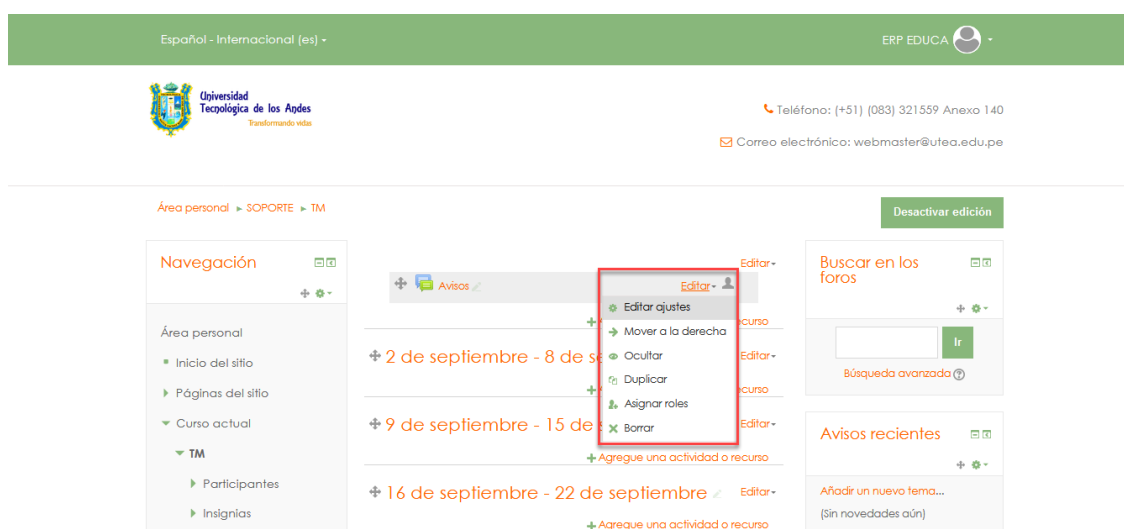 Español - Internacional (es)
ERP EDUCA
Universidad
Tecnológica de los Andes
Transformando vidas
Teléfono: (+51) (083) 321559 Anexo 140
Correo electrónico: webmaster@utea.edu.pe
Área personal ► SOPORTE ► TM
Desactivar edición
Navegación
Área personal
Inicio del sitio
Páginas del sitio
Curso actual
TM
Participantes
Insignias
Editar
Avisos
Editar
Editar ajustes
Mover a la derecha
Ocultar
Duplicar
Asignar roles
Borrar
2 de septiembre - 8 de
Editar
9 de septiembre - 15 de
Editar
Agregue una actividad o recurso
16 de septiembre - 22 de septiembre
Editar
Agregue una actividad o recurso
Buscar en los
foros
Ir
Búsqueda avanzada
Avisos recientes
Añadir un nuevo tema...
(Sin novedades aún)